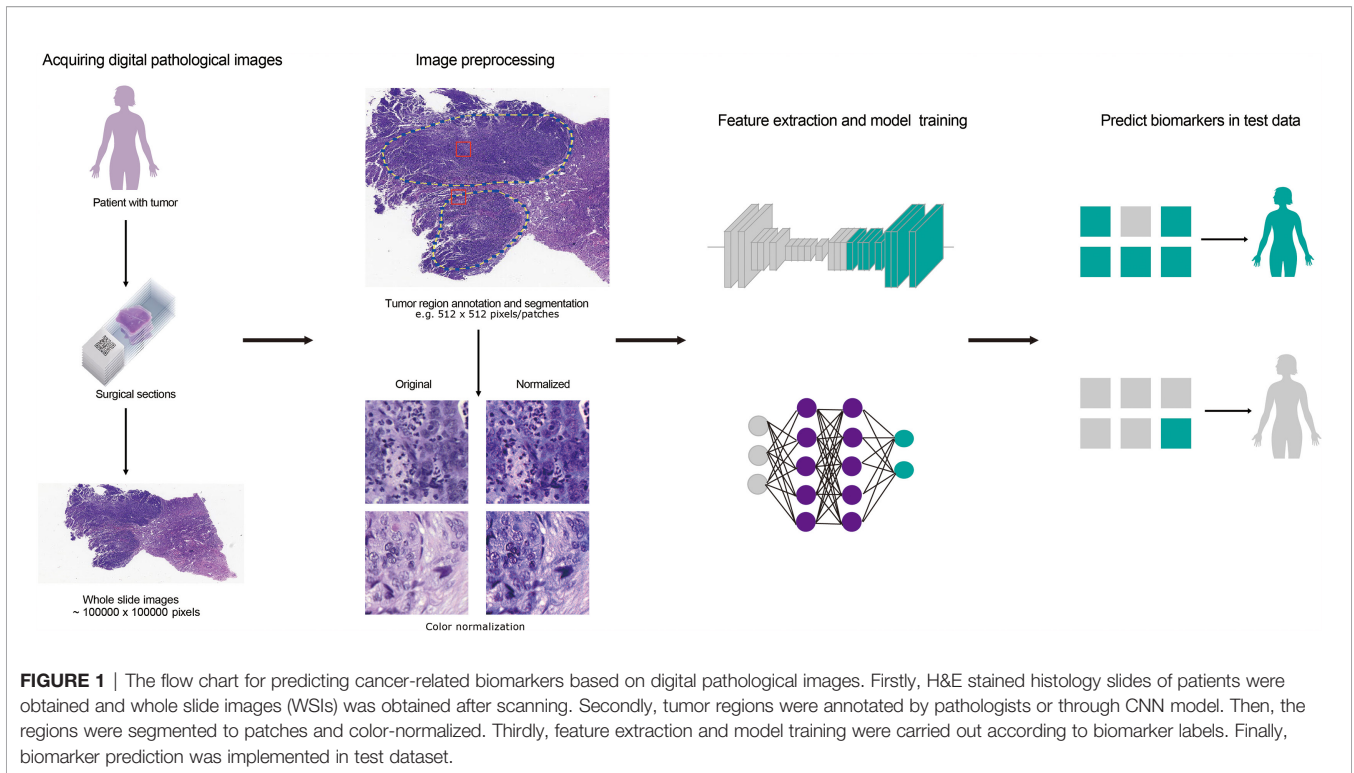 Acquiring digital pathological images
Patient with tumor
Surgical sections
Whole slide images
~ 100000 x 100000 pixels
Image preprocessing
Tumor region annotation and segmentation
e.g. 512 x 512 pixels/patches
Original
Normalized
Color normalization
Feature extraction and model training
Predict biomarkers in test data
FIGURE 1 | The flow chart for predicting cancer-related biomarkers based on digital pathological images. Firstly, H&E stained histology slides of patients were
obtained and whole slide images (WSIs) was obtained after scanning. Secondly, tumor regions were annotated by pathologists or through CNN model. Then, the
regions were segmented to patches and color-normalized. Thirdly, feature extraction and model training were carried out according to biomarker labels. Finally,
biomarker prediction was implemented in test dataset.